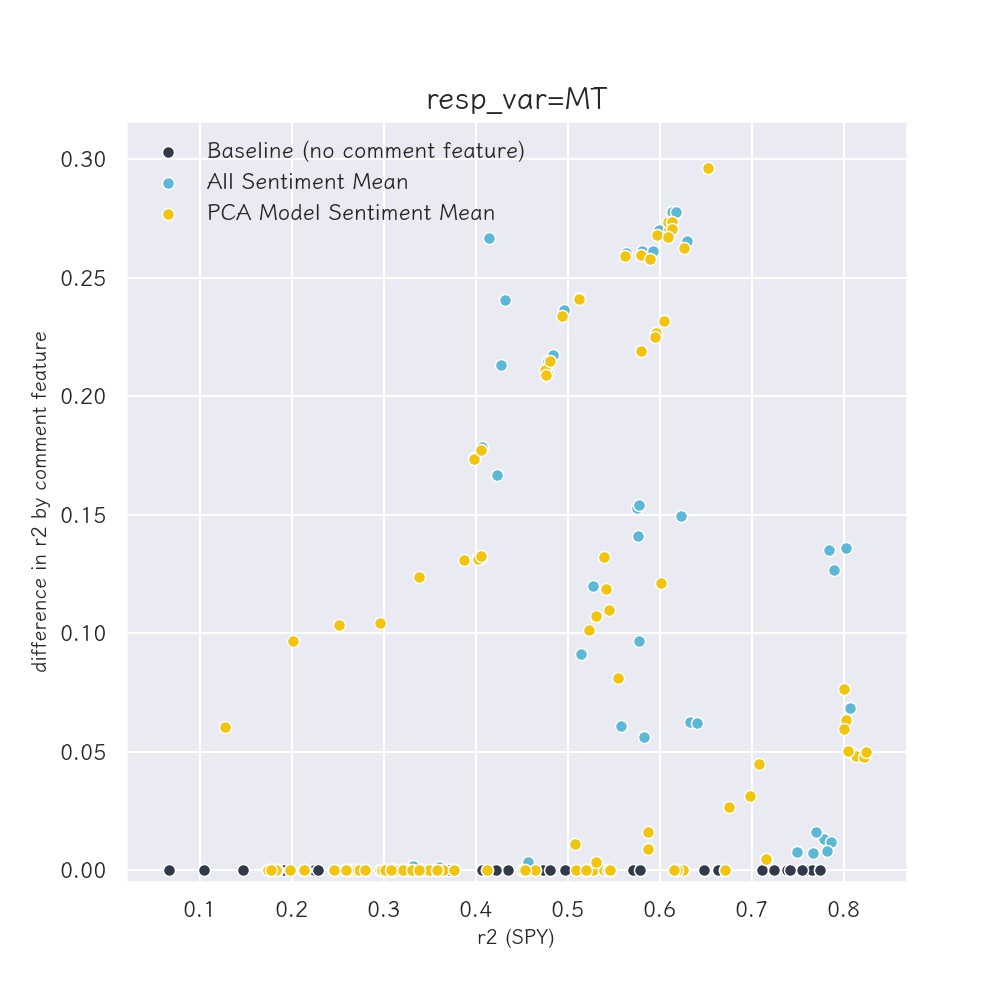 resp_var=MT
Baseline (no comment feature)
All Sentiment Mean
PCA Model Sentiment Mean
0.30
0.25
0.20
0.15
0.10
0.05
0.00
difference in r2 by comment feature
0.1 0.2 0.3 0.4 0.5 0.6 0.7 0.8
r2 (SPY)